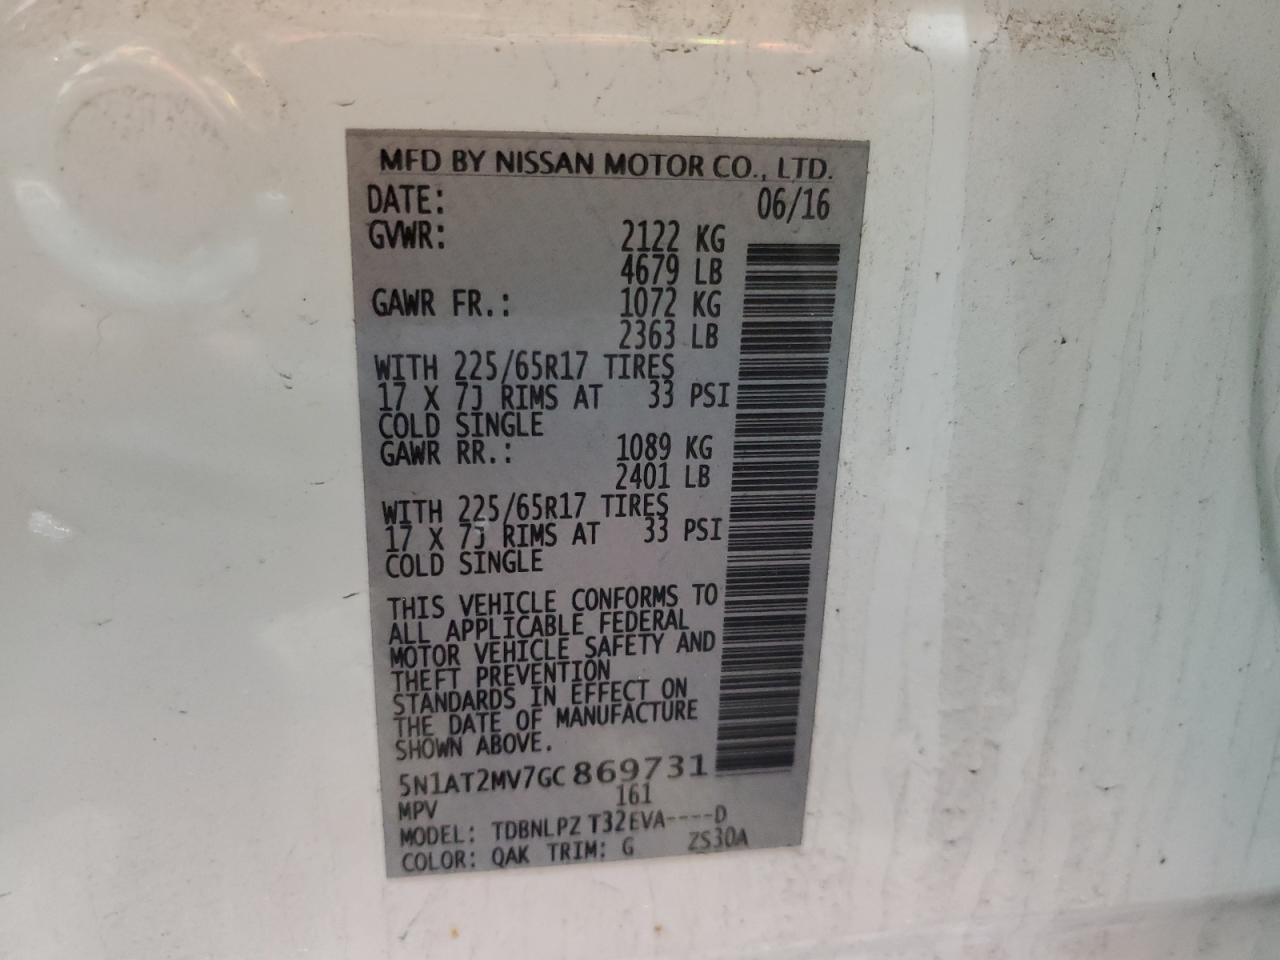 MFD BY NISSAN MOTOR CO., LTD.
DATE: 06/16
GVWR: 2122 KG
4679 LB
GAWR FR.: 1072 KG
2363 LB
WITH 225/65R17 TIRES
17 X 7J RIMS AT 33 PSI
COLD SINGLE
GAWR RR.: 1089 KG
2401 LB
WITH 225/65R17 TIRES
17 X 7J RIMS AT 33 PSI
COLD SINGLE
THIS VEHICLE CONFORMS TO
ALL APPLICABLE FEDERAL
MOTOR VEHICLE SAFETY AND
THEFT PREVENTION
STANDARDS IN EFFECT ON
THE DATE OF MANUFACTURE
SHOWN ABOVE.
5N1AT2MV7GC869731
MPV 161
MODEL: TDBNLPZ T32EVA----D
COLOR: QAK TRIM: G ZS30A